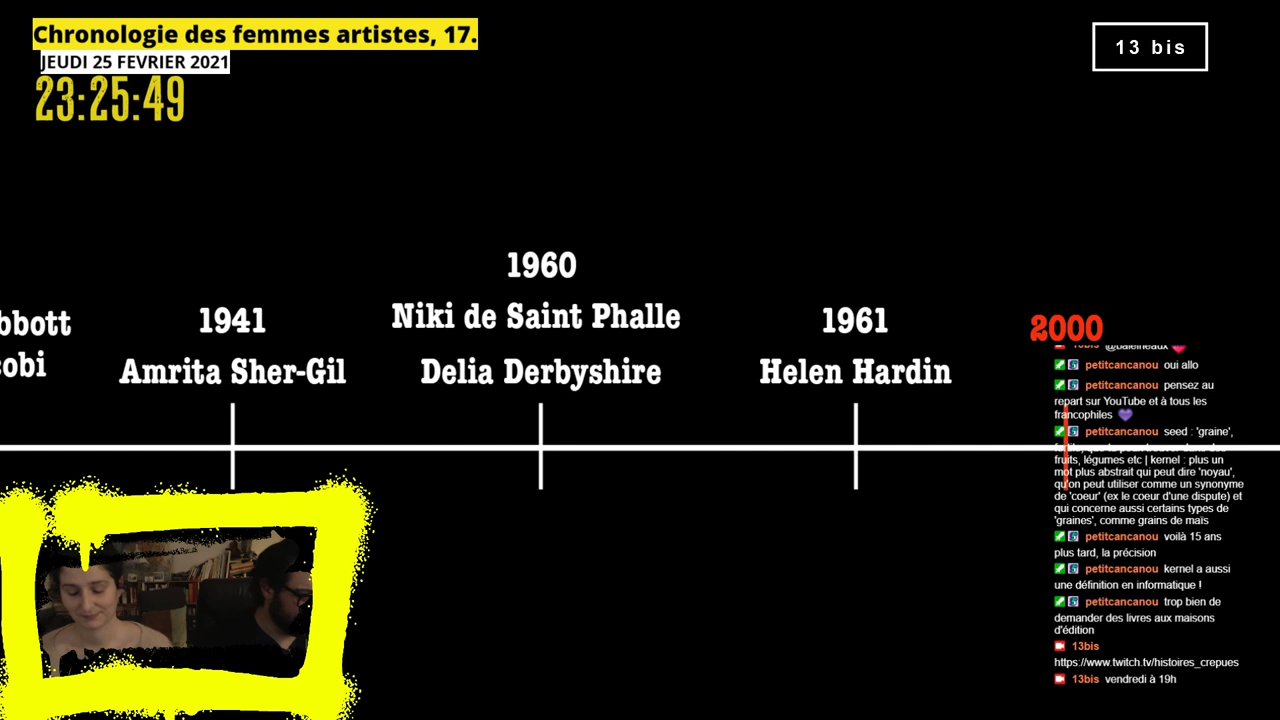 Chronologie des femmes artistes, 17.
JEUDI 25 FEVRIER 2021
23:25:49
13 bis
bbott
cobi
1941
Amrita Sher-Gil
1960
Niki de Saint Phalle
Delia Derbyshire
1961
Helen Hardin
2000
13bis @baleineaux
petitcancanou oui allo
petitcancanou pensez au
repart sur YouTube et à tous les
francophiles 💜
petitcancanou seed : 'graine',
fruits, légumes etc | kernel : plus un
mot plus abstrait qui peut dire 'noyau',
qu'on peut utiliser comme un synonyme
de 'coeur' (ex le coeur d'une dispute) et
qui concerne aussi certains types de
'graines', comme grains de maïs
petitcancanou voilà 15 ans
plus tard, la précision
petitcancanou kernel a aussi
une définition en informatique !
petitcancanou trop bien de
demander des livres aux maisons
d'édition
13bis
https://www.twitch.tv/histoires_crepues
13bis vendredi à 19h